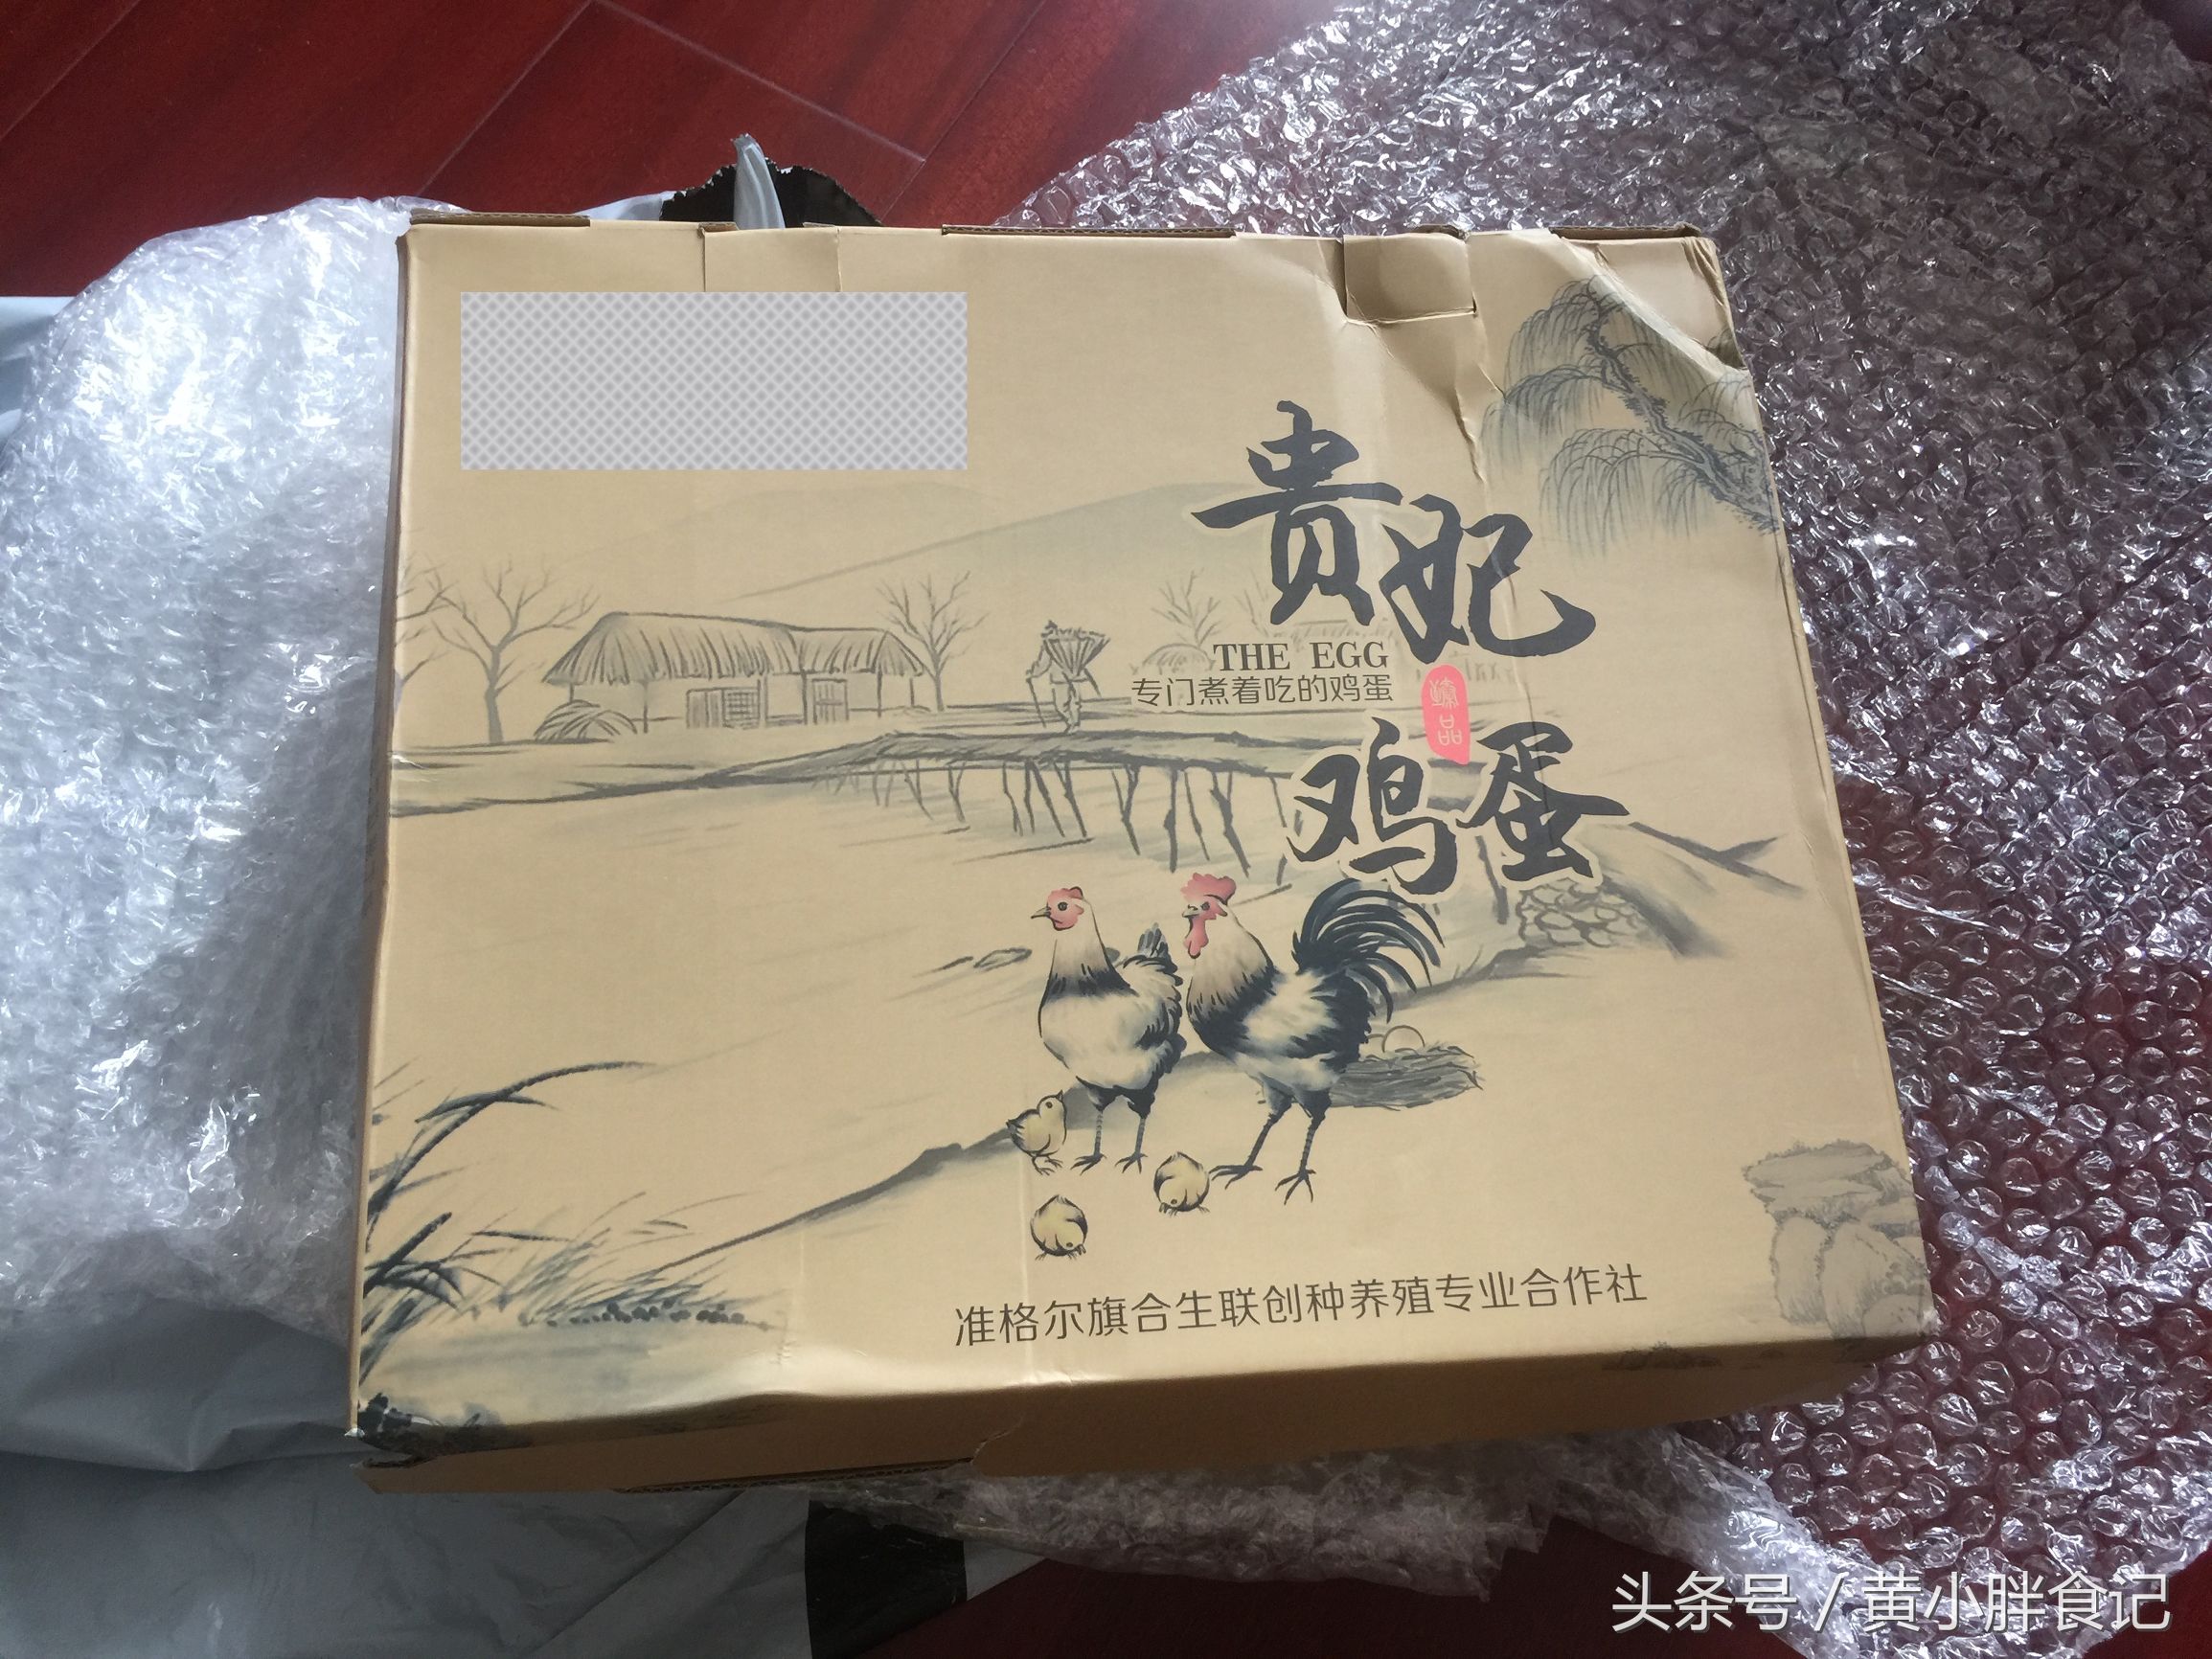 贵妃
THE EGG
专门煮着吃的鸡蛋
臻品
鸡蛋
准格尔旗合生联创种养殖专业合作社
头条号 / 黄小胖食记